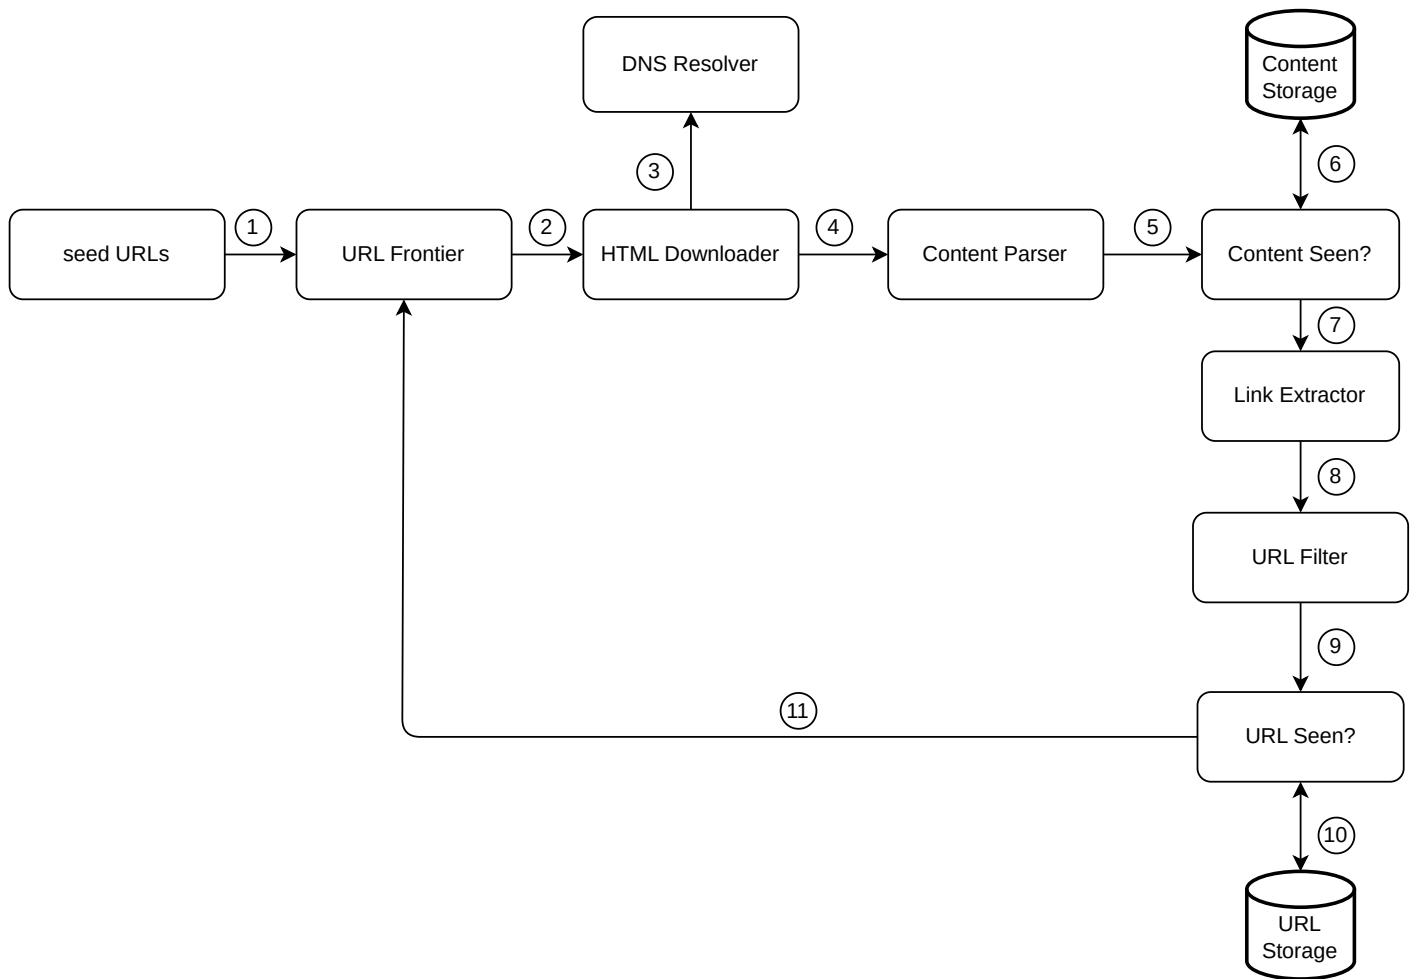 DNS Resolver
Content
Storage
3
6
1
2
4
5
seed URLs
URL Frontier
HTML Downloader
Content Parser
Content Seen?
7
Link Extractor
8
URL Filter
9
11
URL Seen?
10
URL
Storage